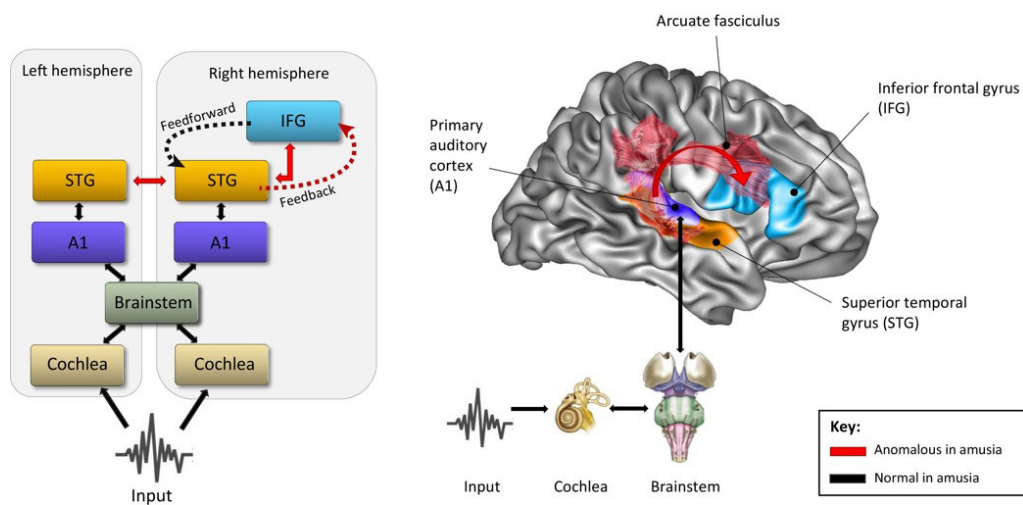 Left hemisphere
Right hemisphere
Feedforward
IFG
STG
STG
Feedback
A1
A1
Brainstem
Cochlea
Cochlea
Input
Arcuate fasciculus
Inferior frontal gyrus
(IFG)
Primary
auditory
cortex
(A1)
Superior temporal
gyrus (STG)
Input
Cochlea
Brainstem
Key:
Anomalous in amusia
Normal in amusia